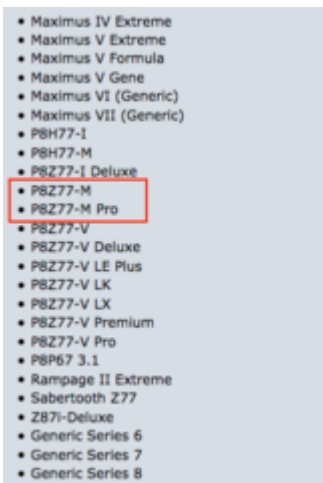 • Maximus IV Extreme
• Maximus V Extreme
• Maximus V Formula
• Maximus V Gene
• Maximus VI (Generic)
• Maximus VII (Generic)
• P8H77-I
• P8H77-M
• P8Z77-I Deluxe
• P8Z77-M
• P8Z77-M Pro
• P8Z77-V
• P8Z77-V Deluxe
• P8Z77-V LE Plus
• P8Z77-V LK
• P8Z77-V LX
• P8Z77-V Premium
• P8Z77-V Pro
• P8P67 3.1
• Rampage II Extreme
• Sabertooth Z77
• Z87i-Deluxe
• Generic Series 6
• Generic Series 7
• Generic Series 8